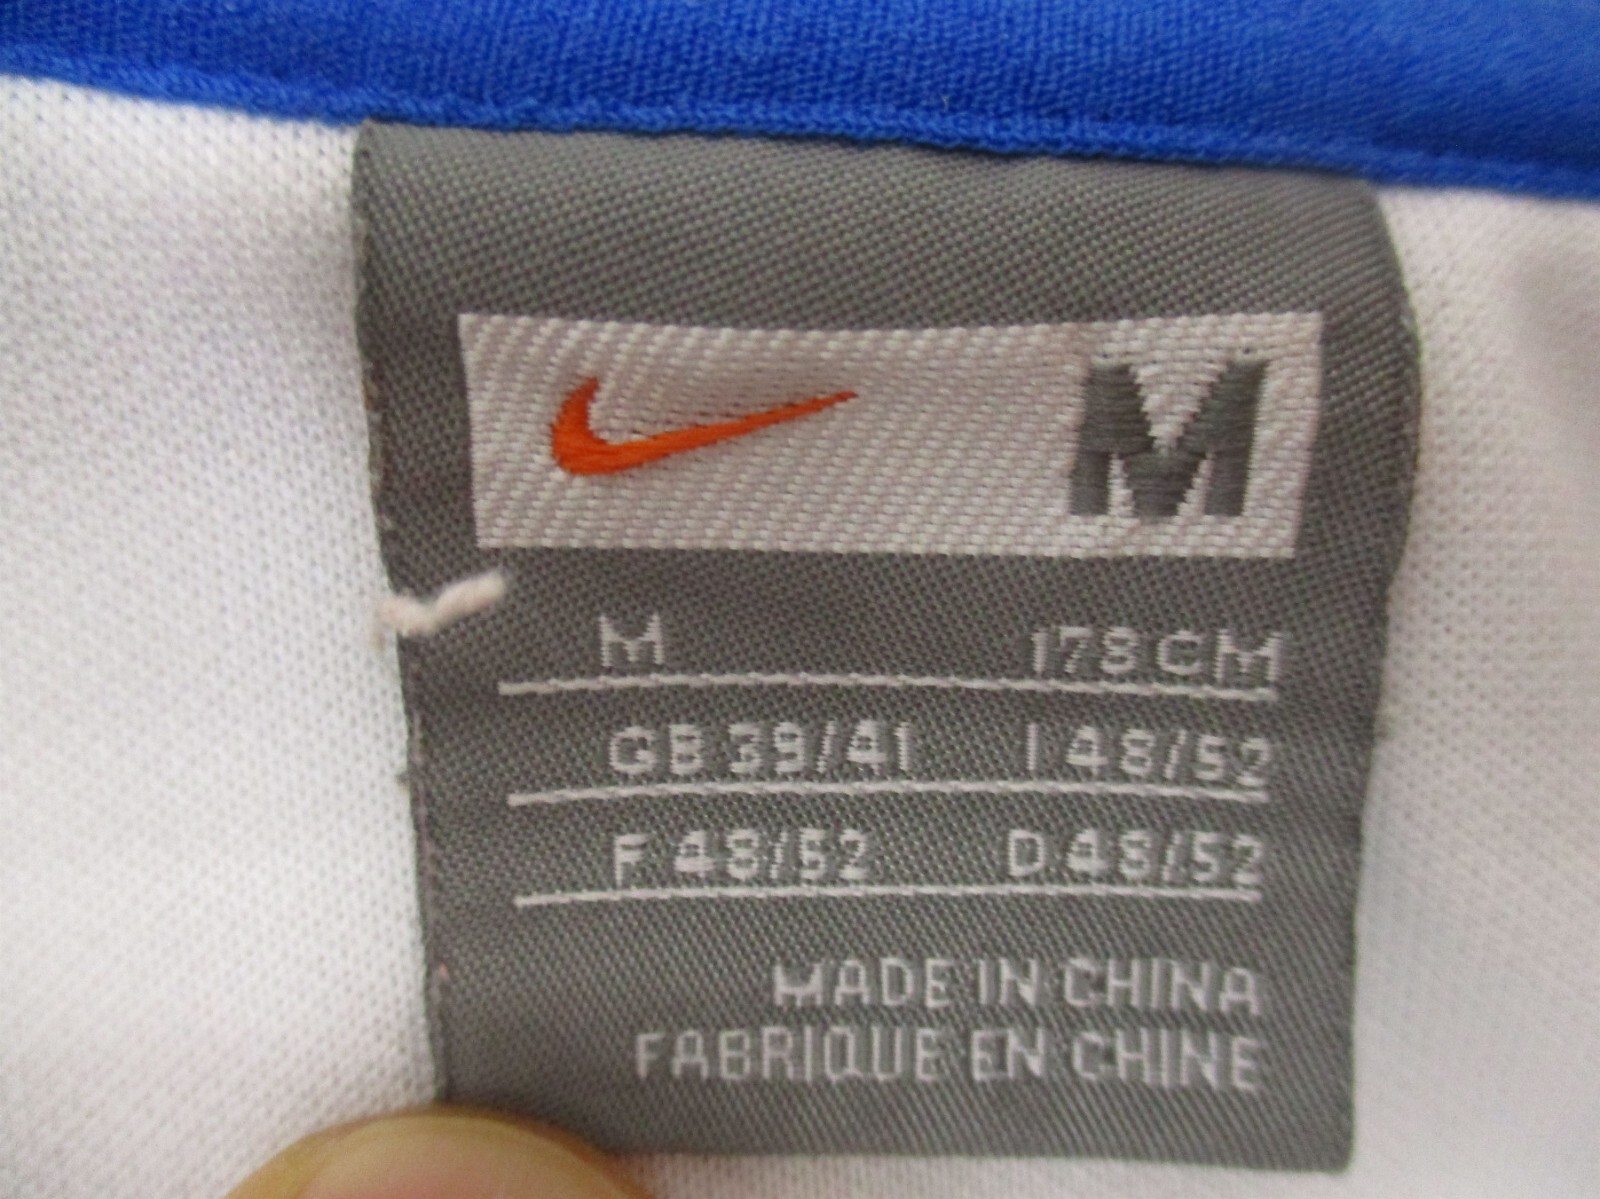 M
M 178CM
GB 39/41 I 48/52
F 48/52 D 48/52
MADE IN CHINA
FABRIQUE EN CHINE